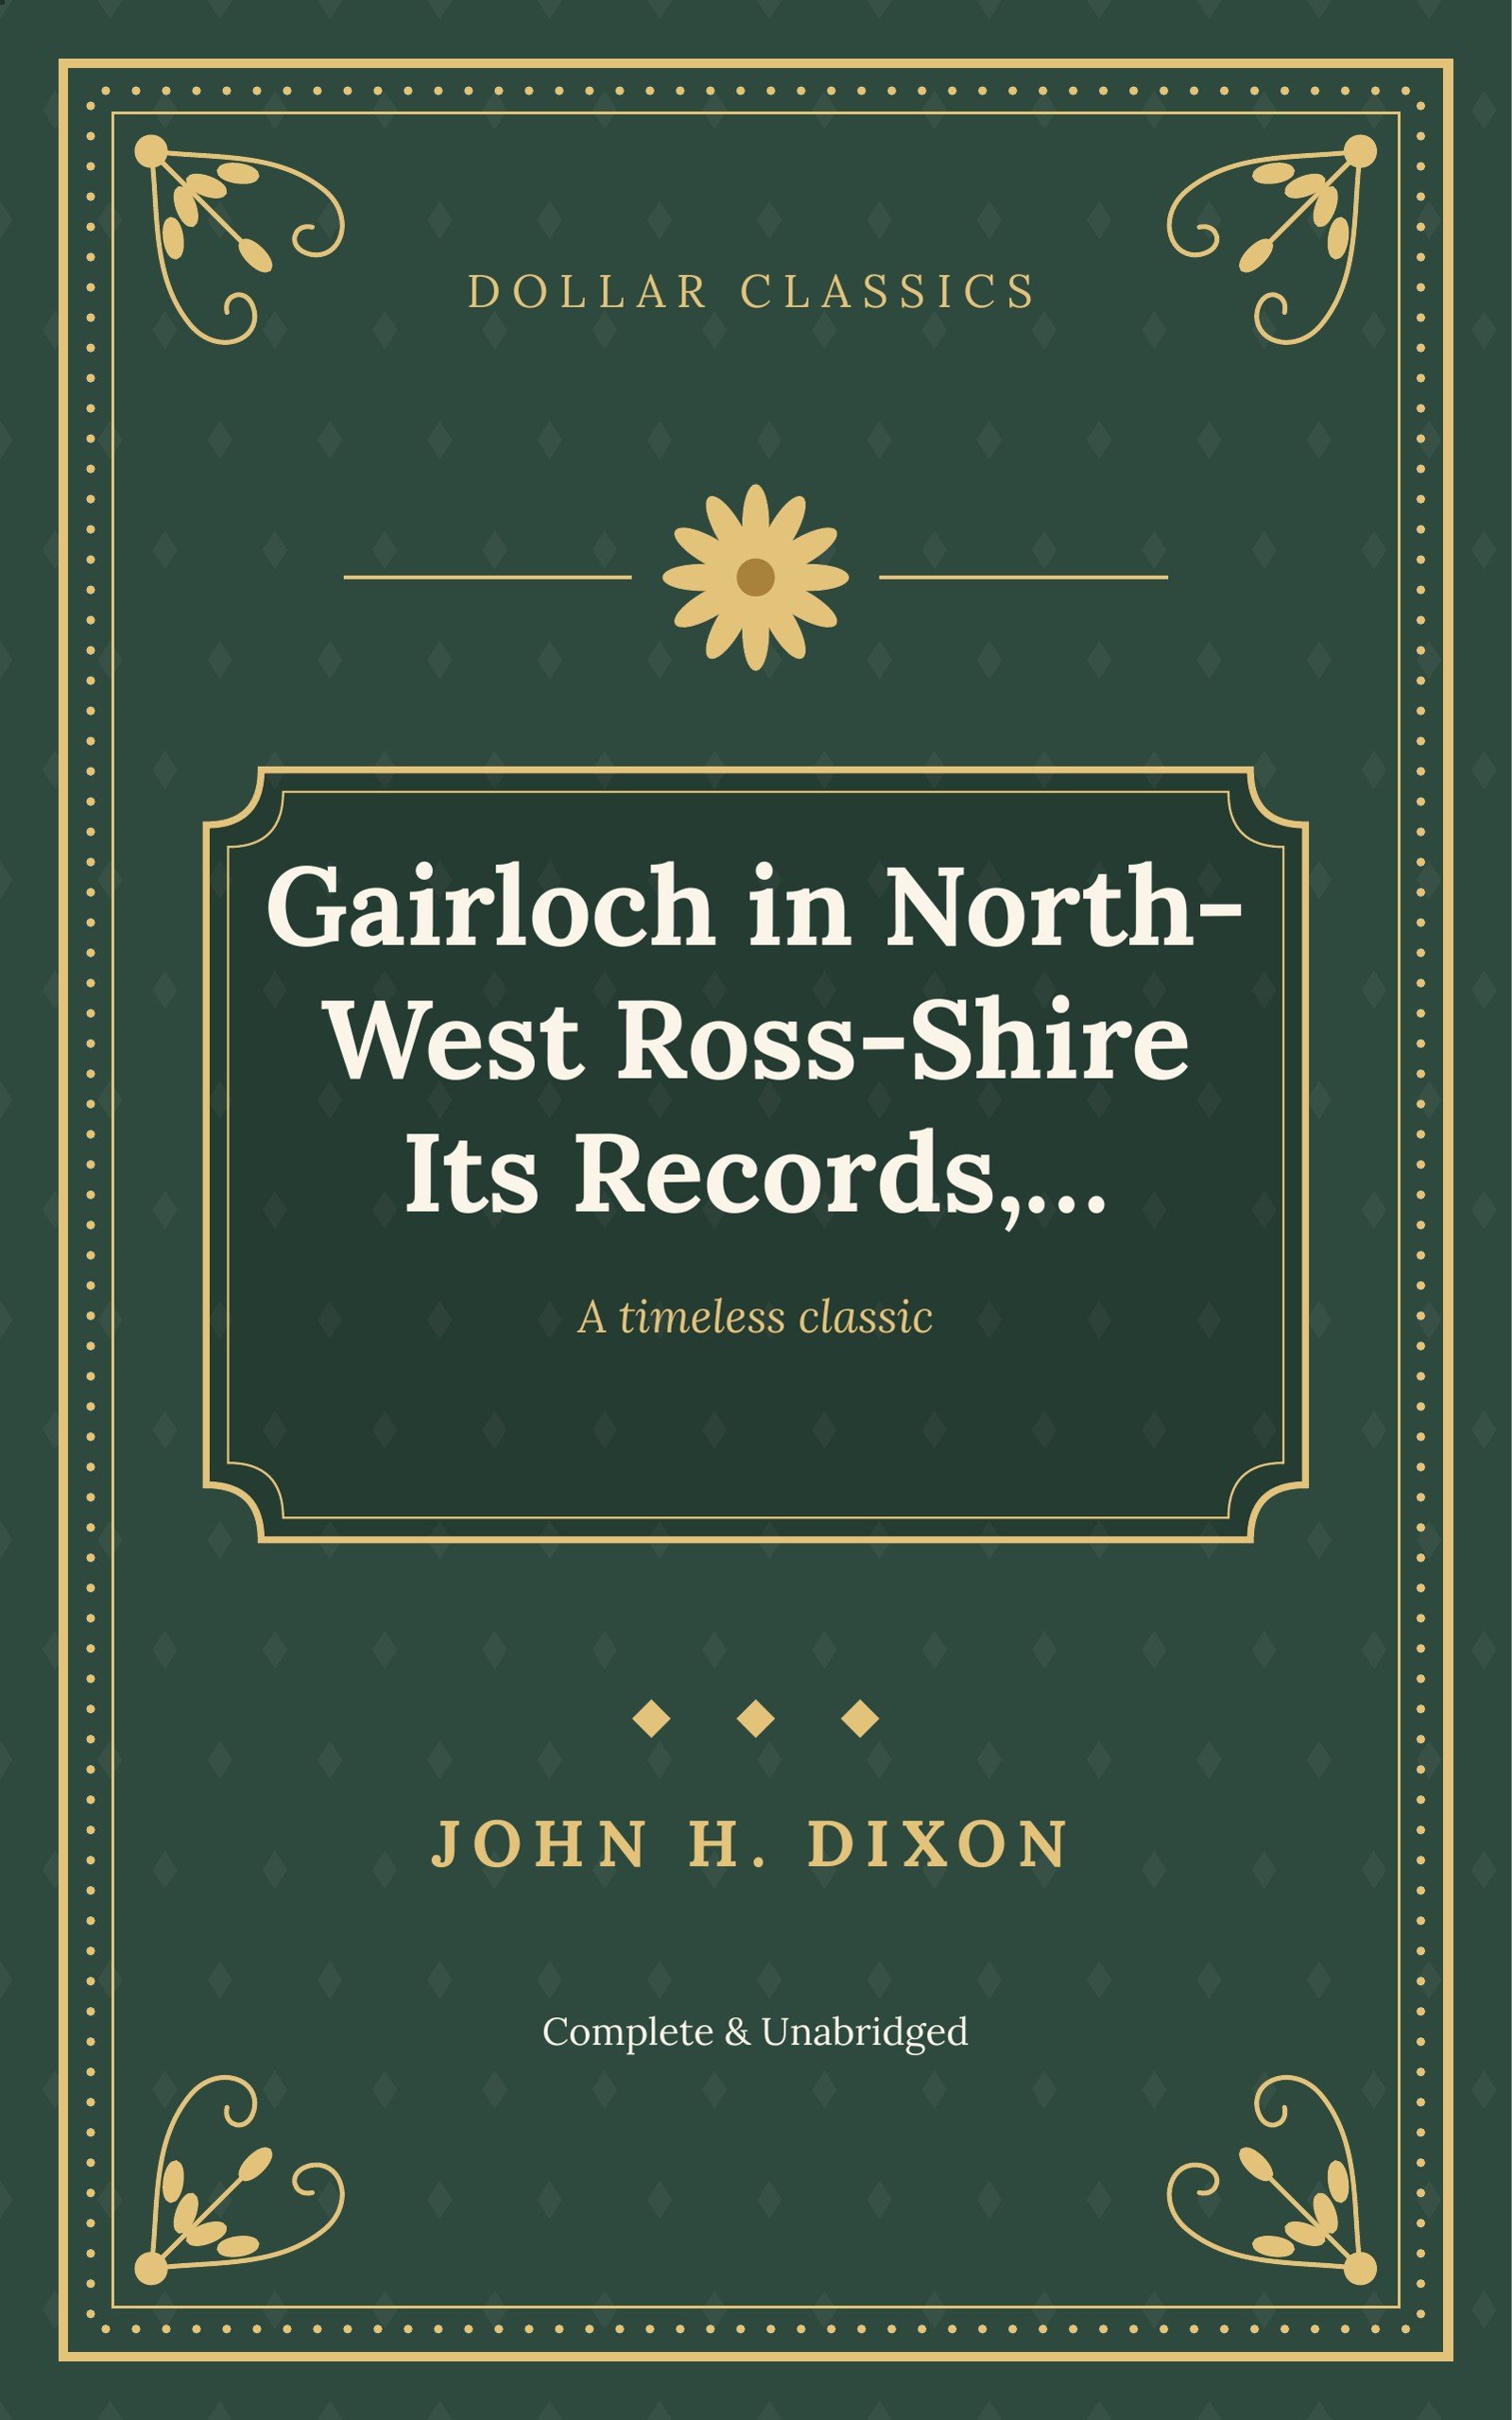 DOLLAR CLASSICS
Gairloch in North-
West Ross-Shire
Its Records,...
A timeless classic
JOHN H. DIXON
Complete & Unabridged